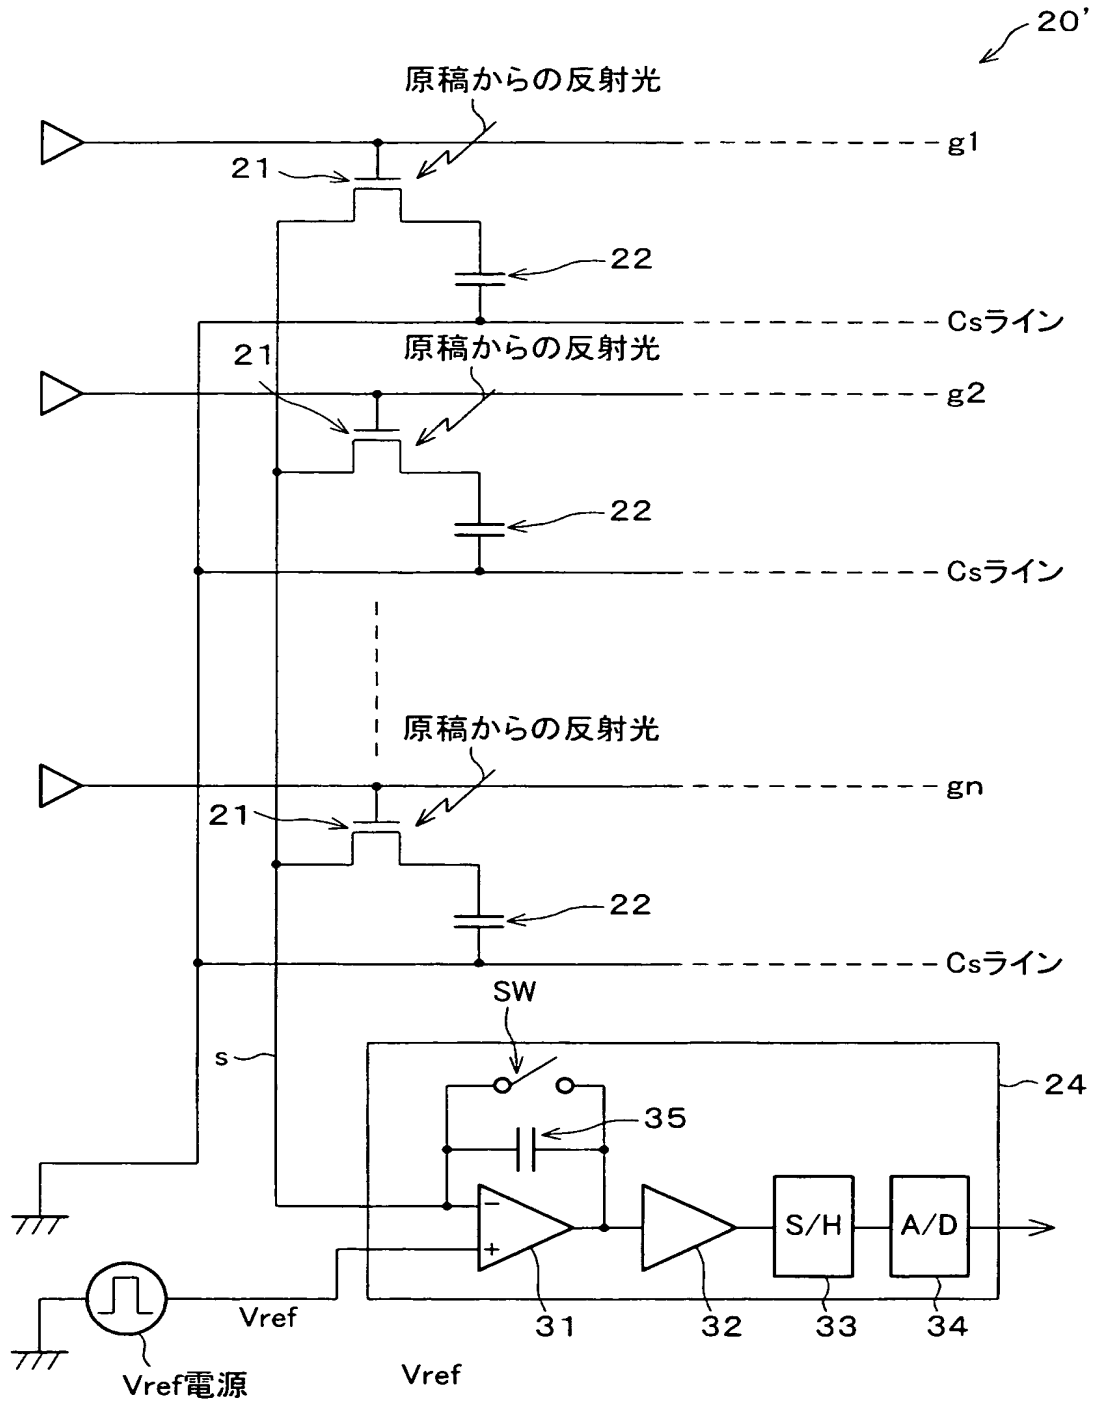 20'
原稿からの反射光
g1
21
22
Csライン
原稿からの反射光
21
g2
22
Csライン
原稿からの反射光
gn
21
22
Csライン
SW
s
24
35
−
S/H
A/D
+
Vref
31
32
33
34
Vref電源
Vref